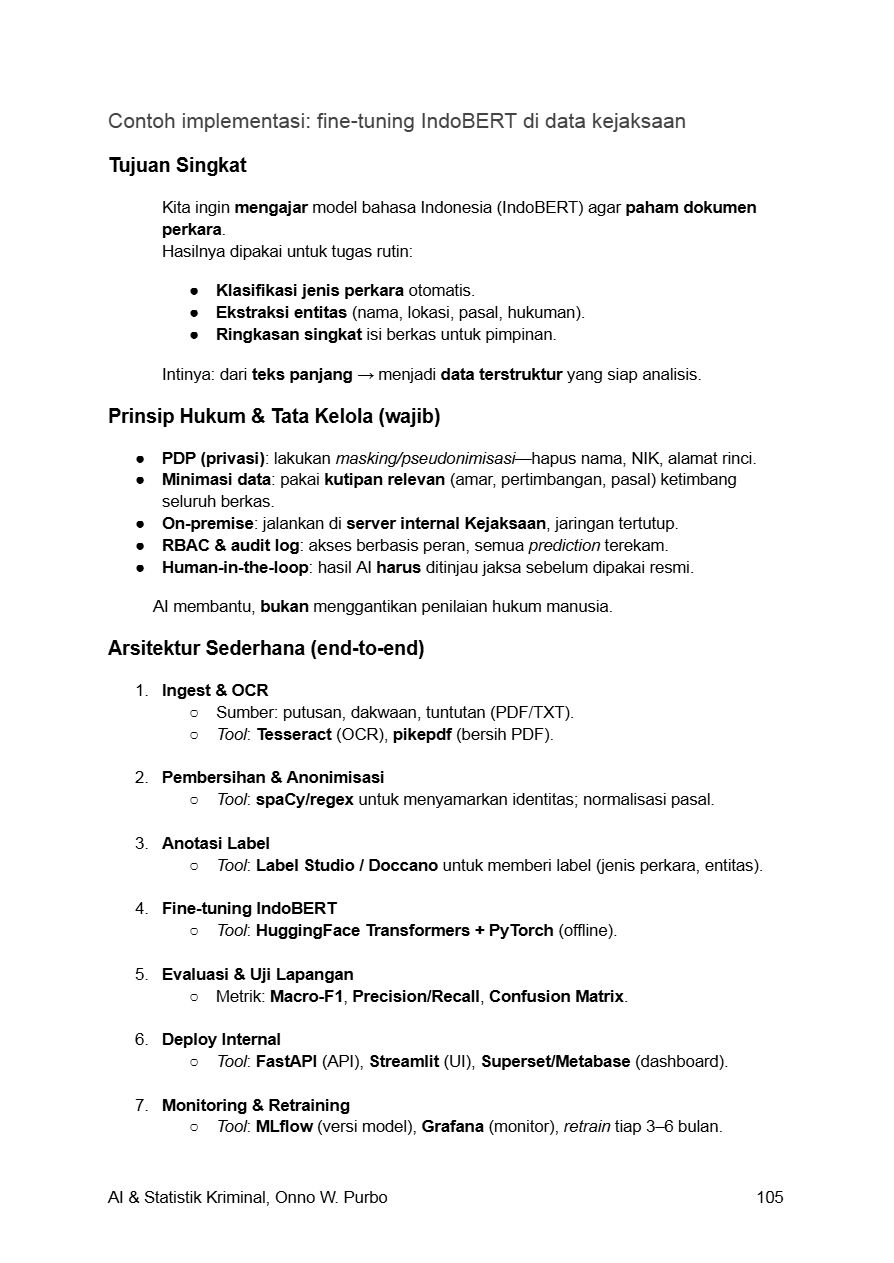 Contoh implementasi: fine-tuning IndoBERT di data kejaksaan
Tujuan Singkat
Kita ingin mengajar model bahasa Indonesia (IndoBERT) agar paham dokumen
perkara.
Hasilnya dipakai untuk tugas rutin:
● Klasifikasi jenis perkara otomatis.
● Ekstraksi entitas (nama, lokasi, pasal, hukuman).
● Ringkasan singkat isi berkas untuk pimpinan.
Intinya: dari teks panjang → menjadi data terstruktur yang siap analisis.
Prinsip Hukum & Tata Kelola (wajib)
● PDP (privasi): lakukan masking/pseudonimisasi—hapus nama, NIK, alamat rinci.
● Minimasi data: pakai kutipan relevan (amar, pertimbangan, pasal) ketimbang
seluruh berkas.
● On-premise: jalankan di server internal Kejaksaan, jaringan tertutup.
● RBAC & audit log: akses berbasis peran, semua prediction terekam.
● Human-in-the-loop: hasil AI harus ditinjau jaksa sebelum dipakai resmi.
AI membantu, bukan menggantikan penilaian hukum manusia.
Arsitektur Sederhana (end-to-end)
1. Ingest & OCR
○ Sumber: putusan, dakwaan, tuntutan (PDF/TXT).
○ Tool: Tesseract (OCR), pikepdf (bersih PDF).
2. Pembersihan & Anonimisasi
○ Tool: spaCy/regex untuk menyamarkan identitas; normalisasi pasal.
3. Anotasi Label
○ Tool: Label Studio / Doccano untuk memberi label (jenis perkara, entitas).
4. Fine-tuning IndoBERT
○ Tool: HuggingFace Transformers + PyTorch (offline).
5. Evaluasi & Uji Lapangan
○ Metrik: Macro-F1, Precision/Recall, Confusion Matrix.
6. Deploy Internal
○ Tool: FastAPI (API), Streamlit (UI), Superset/Metabase (dashboard).
7. Monitoring & Retraining
○ Tool: MLflow (versi model), Grafana (monitor), retrain tiap 3–6 bulan.
AI & Statistik Kriminal, Onno W. Purbo 105